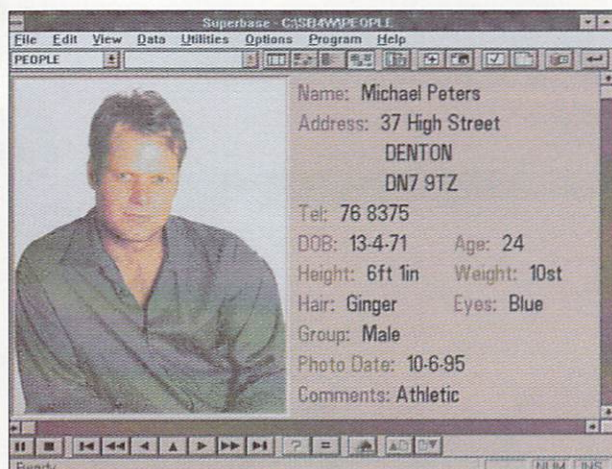 Superbase - C:\SB4W\PEOPLE
File Edit View Data Utilities Options Program Help
PEOPLE
Name: Michael Peters
Address: 37 High Street
DENTON
DN7 9TZ
Tel: 76 8375
DOB: 13-4-71 Age: 24
Height: 6ft 1in Weight: 10st
Hair: Ginger Eyes: Blue
Group: Male
Photo Date: 10-6-95
Comments: Athletic
Ready NUM INS